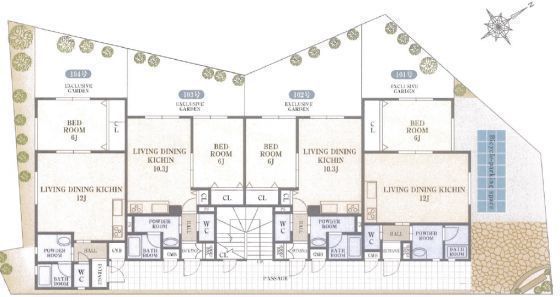 N
104号
EXCLUSIVE
GARDEN
103号
EXCLUSIVE
GARDEN
102号
EXCLUSIVE
GARDEN
101号
EXCLUSIVE
GARDEN
BED
ROOM
6J
CL
LIVING DINING KICHIN
12J
POWDER
ROOM
HALL
WC
BATH
ROOM
LIVING DINING
KICHIN
10.3J
BED
ROOM
6J
CL
POWDER
ROOM
HALL
WC
BATH
ROOM
CL
BED
ROOM
6J
CL
LIVING DINING
KICHIN
10.3J
WC
HALL
POWDER
ROOM
BATH
ROOM
CL
BED
ROOM
6J
LIVING DINING KICHIN
12J
WC
HALL
POWDER
ROOM
BATH
ROOM
PASSAGE
Bicycle-parking space